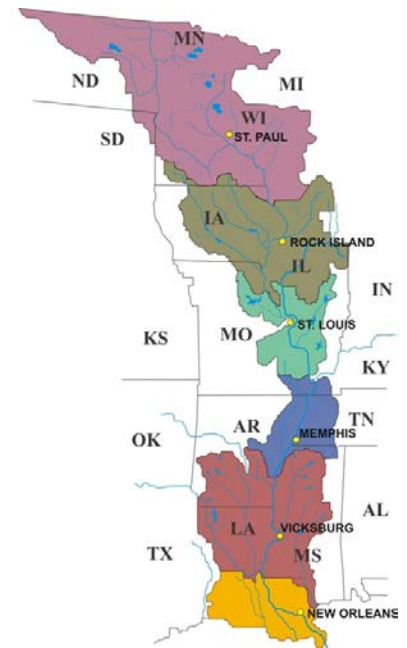 MN
ND
MI
WI
SD
ST. PAUL
IA
ROCK ISLAND
IL
IN
ST. LOUIS
MO
KS
KY
AR
TN
MEMPHIS
OK
LA
AL
VICKSBURG
TX
MS
NEW ORLEANS